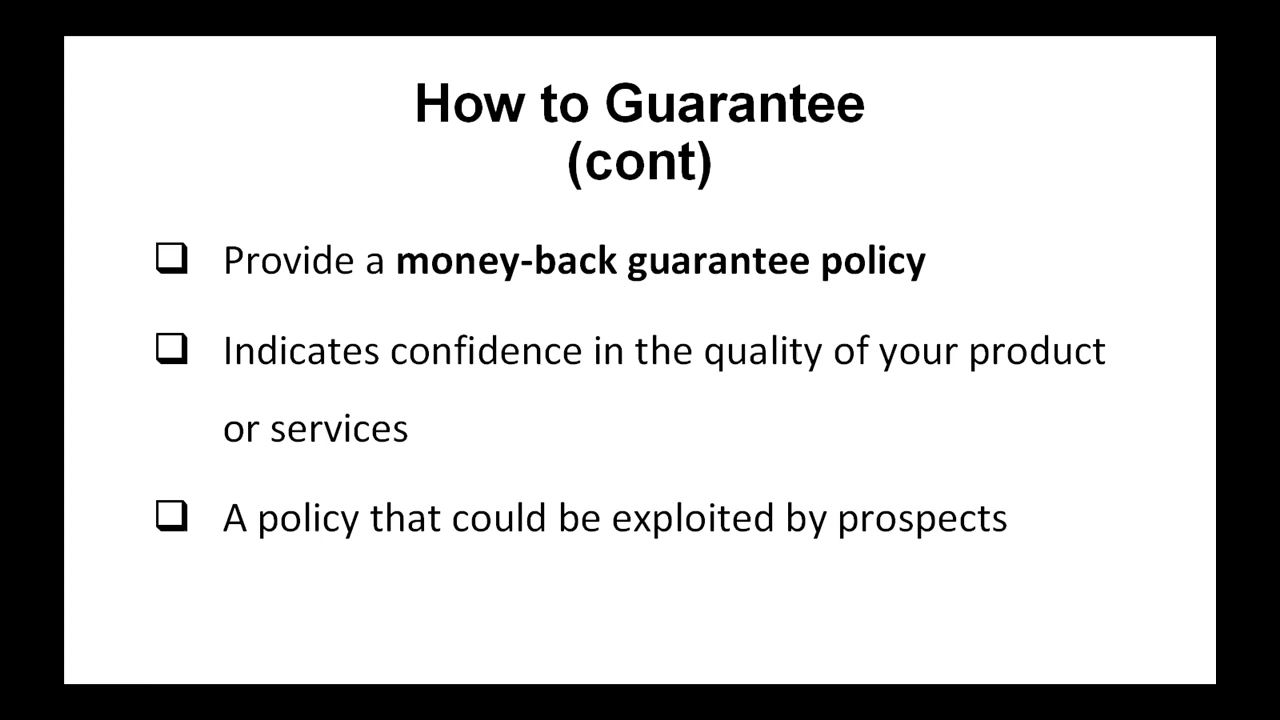 How to Guarantee
(cont)
❑ Provide a money-back guarantee policy
❑ Indicates confidence in the quality of your product
or services
❑ A policy that could be exploited by prospects